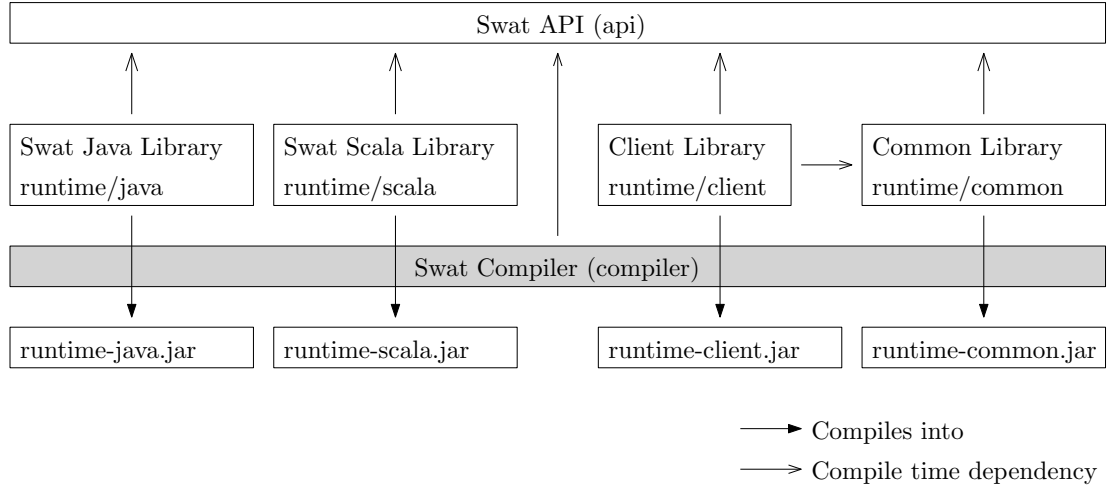 Swat API (api)
Swat Java Library
runtime/java
Swat Scala Library
runtime/scala
Client Library
runtime/client
Common Library
runtime/common
Swat Compiler (compiler)
runtime-java.jar
runtime-scala.jar
runtime-client.jar
runtime-common.jar
Compiles into
Compile time dependency